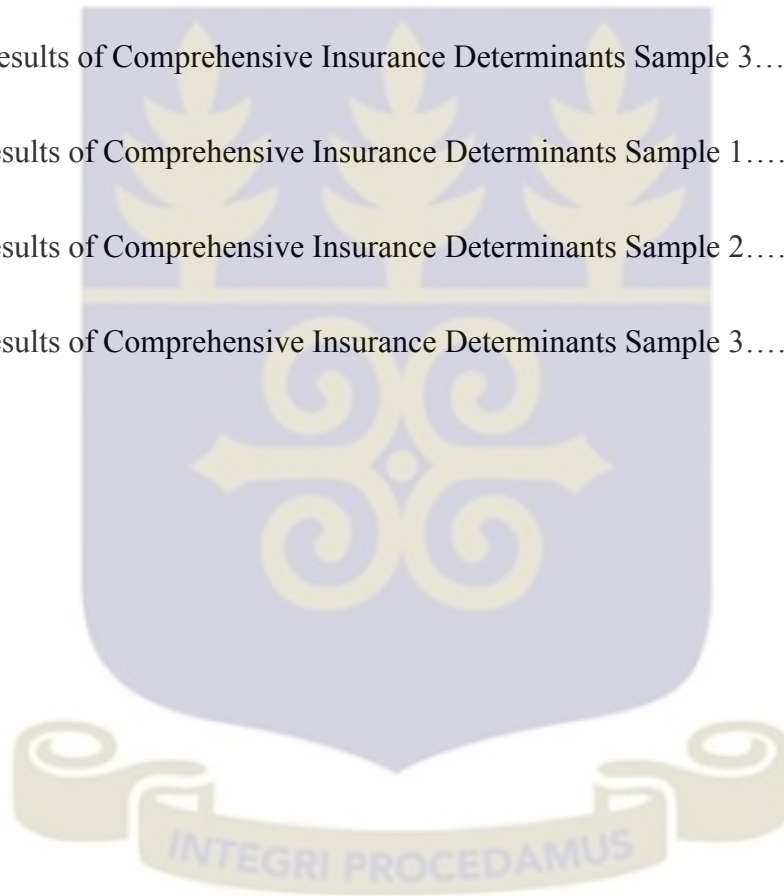 esults of Comprehensive Insurance Determinants Sample 3…
esults of Comprehensive Insurance Determinants Sample 1….
esults of Comprehensive Insurance Determinants Sample 2….
esults of Comprehensive Insurance Determinants Sample 3….
INTEGRI PROCEDAMUS